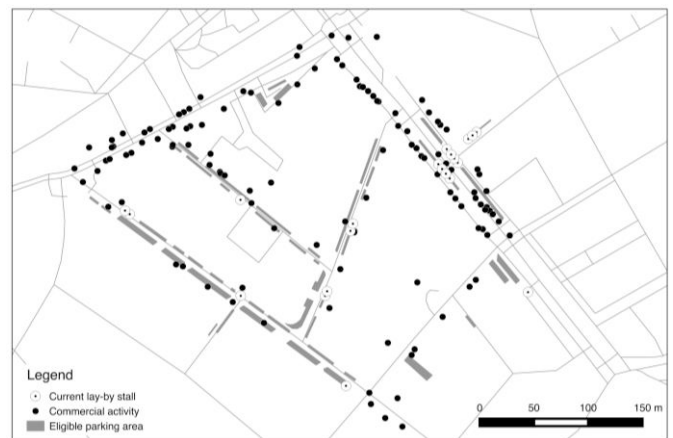 Legend
Current lay-by stall
Commercial activity
Eligible parking area
0 50 100 150 m